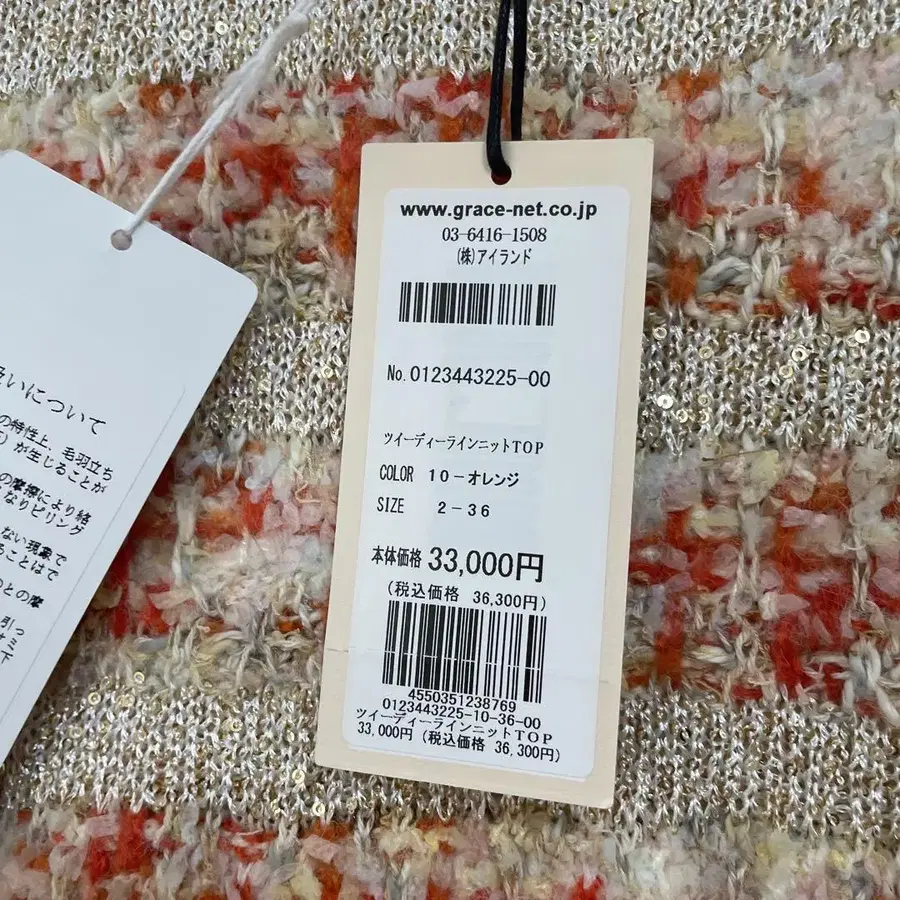 www.grace-net.co.jp
03-6416-1508
(株)アイランド
No.0123443225-00
ツイーディーラインニットTOP
COLOR 10-オレンジ
SIZE 2-36
本体価格 33,000円
(税込価格 36,300円)
4550351238769
0123443225-10-36-00
ツイーディーラインニットTOP
33,000円 (税込価格 36,300円)
いについて
の特性上、毛羽立ち
が生じることが
の摩擦により絡
なりピリング
ない現象で
ることはで
のとの摩
引っ